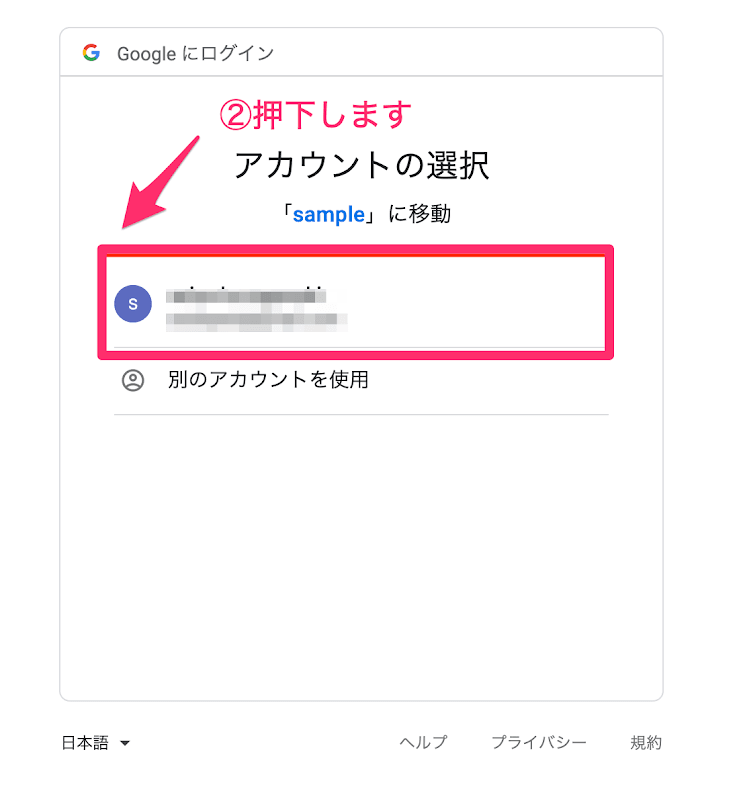 Google にログイン
②押下します
アカウントの選択
「sample」に移動
S
別のアカウントを使用
日本語
ヘルプ プライバシー 規約